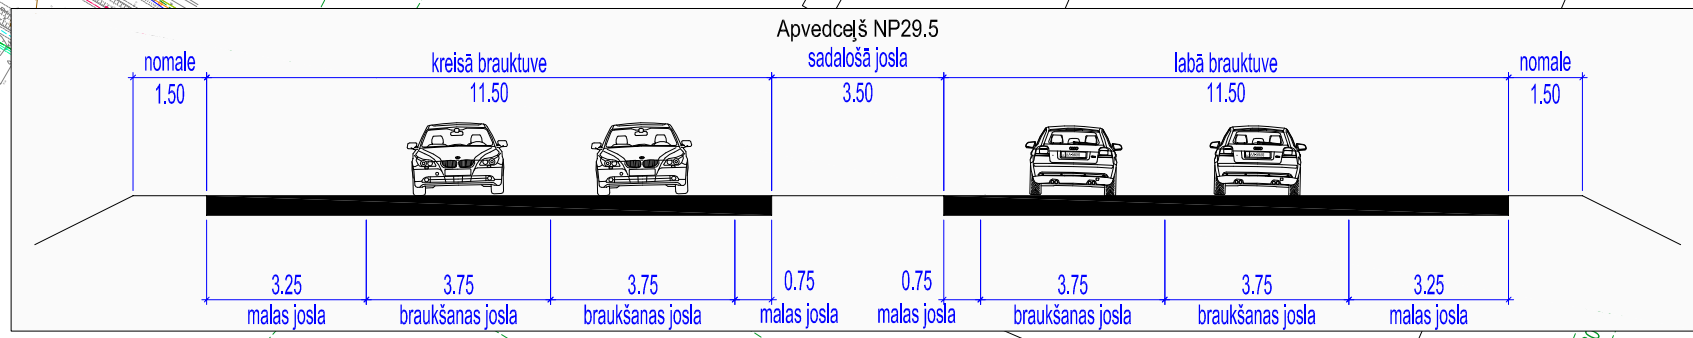 Apvedceļš NP29.5
nomale
kreisā brauktuve
sadalošā josla
labā brauktuve
nomale
1.50
11.50
3.50
11.50
1.50
3.25
3.75
3.75
0.75
0.75
3.75
3.75
3.25
malas josla
braukšanas josla
braukšanas josla
malas josla
malas josla
braukšanas josla
braukšanas josla
malas josla